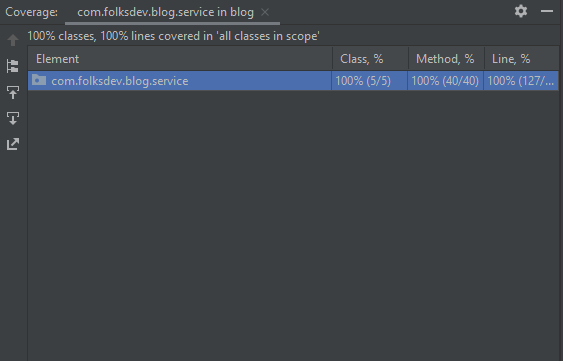 Coverage: com.folksdev.blog.service in blog
100% classes, 100% lines covered in 'all classes in scope'
Element Class, % Method, % Line, %
com.folksdev.blog.service 100% (5/5) 100% (40/40) 100% (127/...